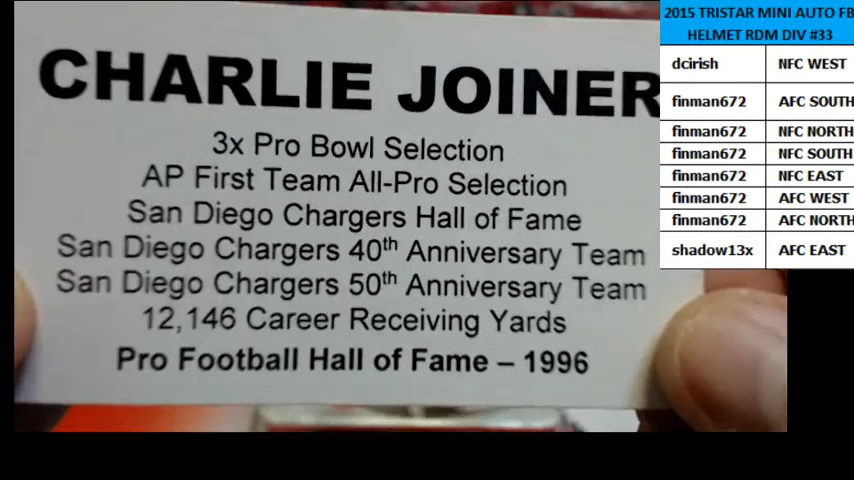 CHARLIE JOINER
3x Pro Bowl Selection
AP First Team All-Pro Selection
San Diego Chargers Hall of Fame
San Diego Chargers 40th Anniversary Team
San Diego Chargers 50th Anniversary Team
12,146 Career Receiving Yards
Pro Football Hall of Fame – 1996
2015 TRISTAR MINI AUTO FB
HELMET RDM DIV #33
dcirish NFC WEST
finman672 AFC SOUTH
finman672 NFC NORTH
finman672 NFC SOUTH
finman672 NFC EAST
finman672 AFC WEST
finman672 AFC NORTH
shadow13x AFC EAST